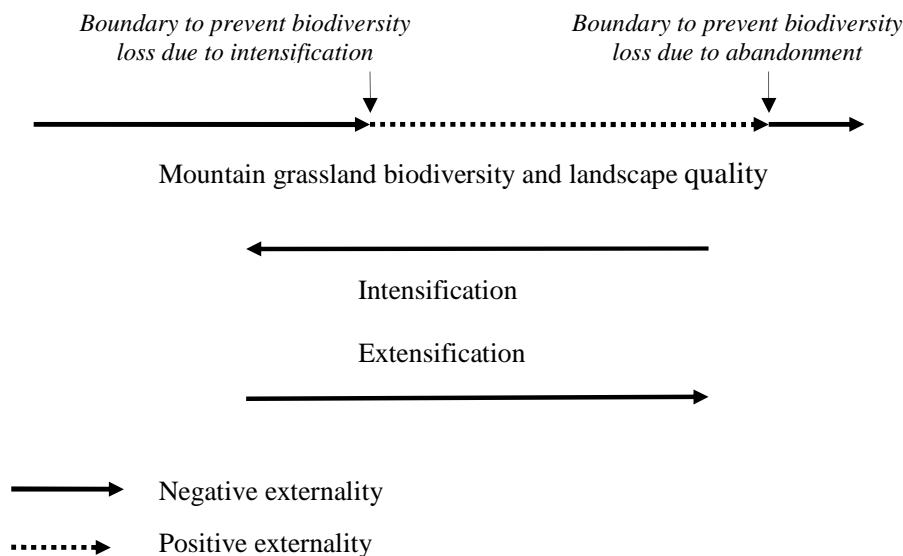 Boundary to prevent biodiversity
loss due to intensification
Boundary to prevent biodiversity
loss due to abandonment
Mountain grassland biodiversity and landscape quality
Intensification
Extensification
Negative externality
Positive externality